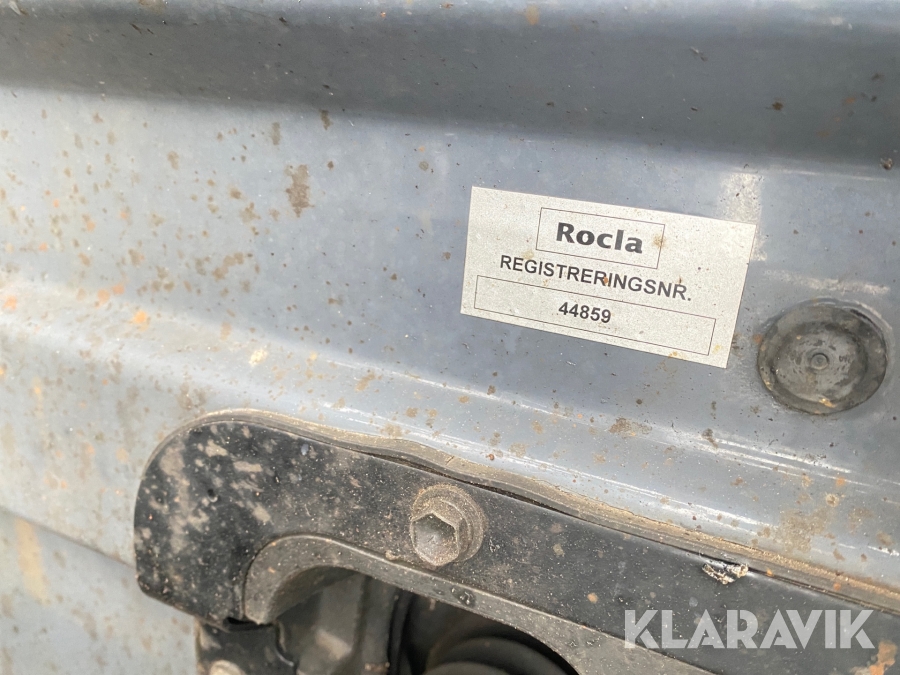 Rocla
REGISTRERINGSNR.
44859
KLARAVIK